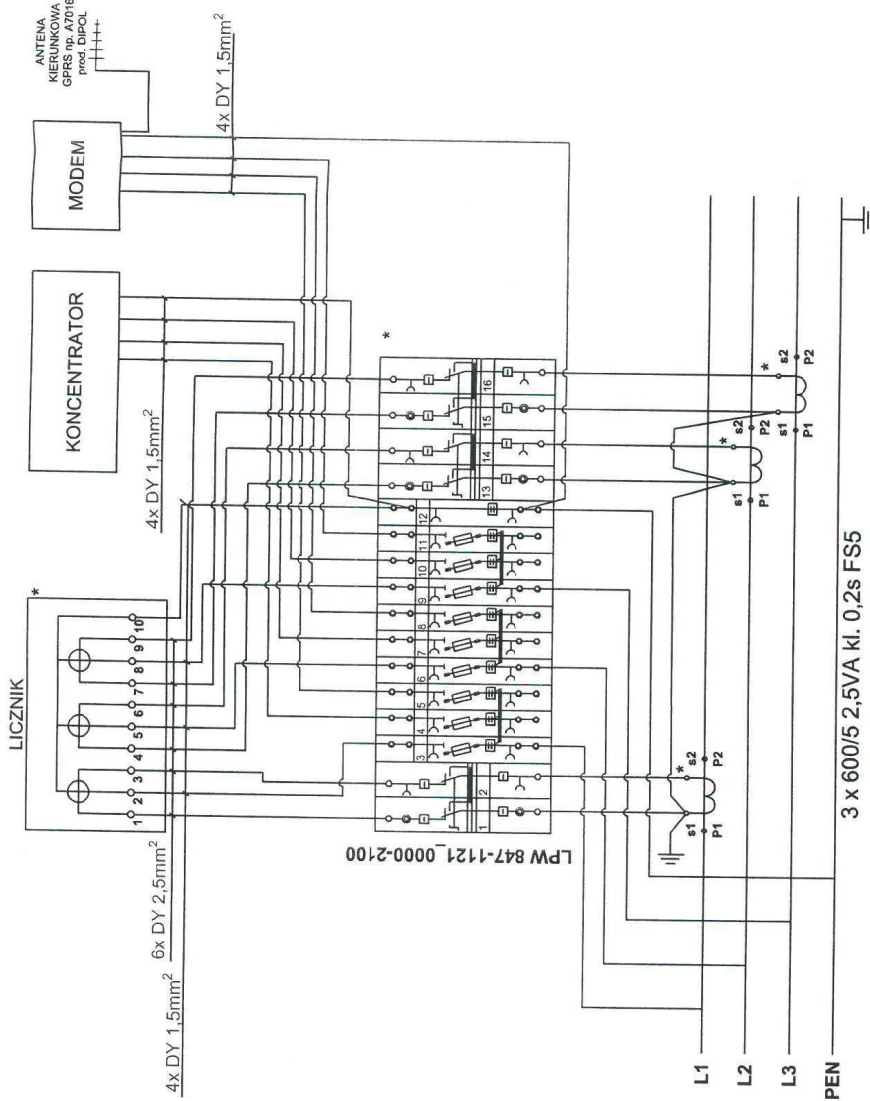 ANTENA
KIERUNKOWA
GPRS np. A7016
prod. DIPOL
MODEM
4x DY 1,5mm²
KONCENTRATOR
4x DY 1,5mm²
LICZNIK
*
1 2 3 4 5 6 7 8 9 10
6x DY 2,5mm²
4x DY 1,5mm²
*
1 2 3 4 5 6 7 8 9 10 11 12 13 14 15 16
LPW 847-1121_0000-2100
s1 * s2
P1 P2
s1 * s2
P1 P2
s1 * s2
P1 P2
L1
L2
L3
PEN
3 x 600/5 2,5VA kl. 0,2s FS5